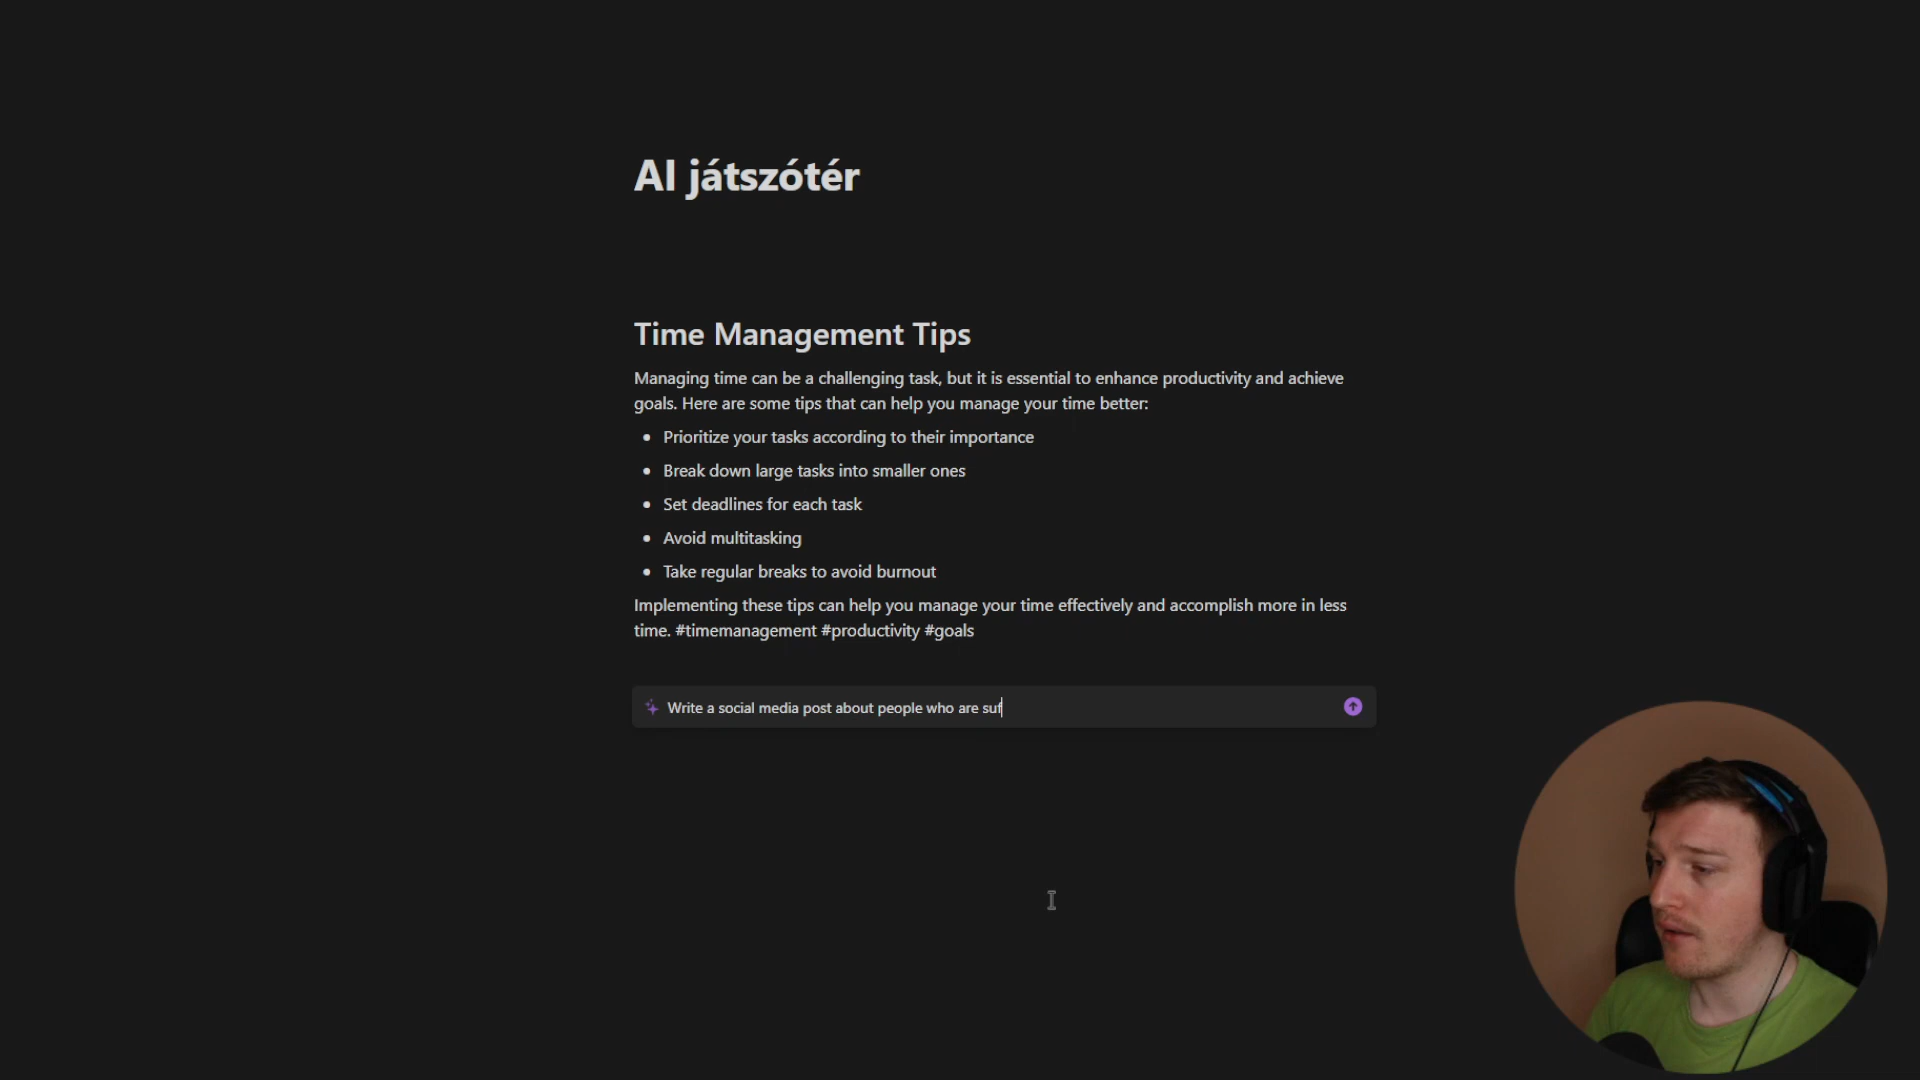 AI játszótér
Time Management Tips
Managing time can be a challenging task, but it is essential to enhance productivity and achieve
goals. Here are some tips that can help you manage your time better:
• Prioritize your tasks according to their importance
• Break down large tasks into smaller ones
• Set deadlines for each task
• Avoid multitasking
• Take regular breaks to avoid burnout
Implementing these tips can help you manage your time effectively and accomplish more in less
time. #timemanagement #productivity #goals
Write a social media post about people who are suf